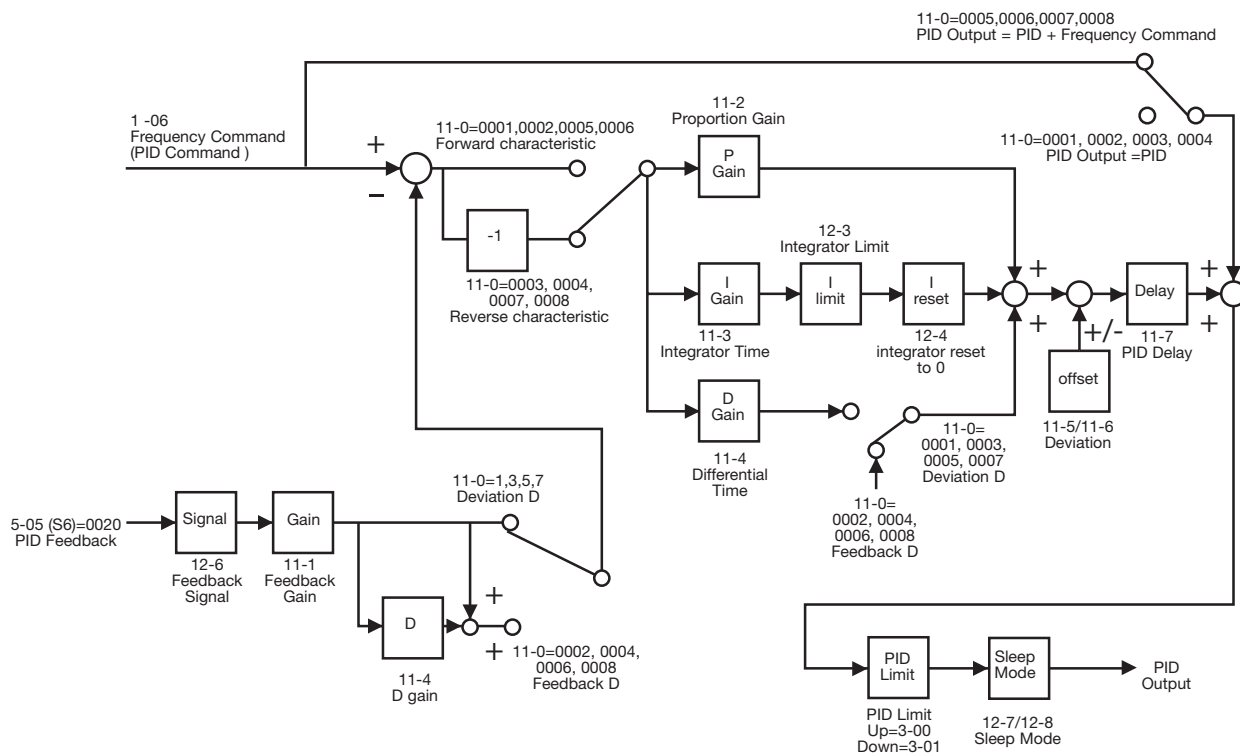 11-0=0005,0006,0007,0008
PID Output = PID + Frequency Command
1 -06
Frequency Command
(PID Command )
+
−
11-0=0001,0002,0005,0006
Forward characteristic
-1
11-0=0003, 0004,
0007, 0008
Reverse characteristic
11-2
Proportion Gain
P
Gain
11-0=0001, 0002, 0003, 0004
PID Output =PID
12-3
Integrator Limit
I
Gain
I
limit
I
reset
11-3
Integrator Time
12-4
integrator reset
to 0
+
+
+/-
Delay
11-7
PID Delay
+
+
offset
11-5/11-6
Deviation
D
Gain
11-4
Differential
Time
11-0=
0001, 0003,
0005, 0007
Deviation D
11-0=
0002, 0004,
0006, 0008
Feedback D
11-0=1,3,5,7
Deviation D
5-05 (S6)=0020
PID Feedback
Signal
12-6
Feedback
Signal
Gain
11-1
Feedback
Gain
D
11-4
D gain
+
+
11-0=0002, 0004,
0006, 0008
Feedback D
PID
Limit
PID Limit
Up=3-00
Down=3-01
Sleep
Mode
12-7/12-8
Sleep Mode
PID
Output